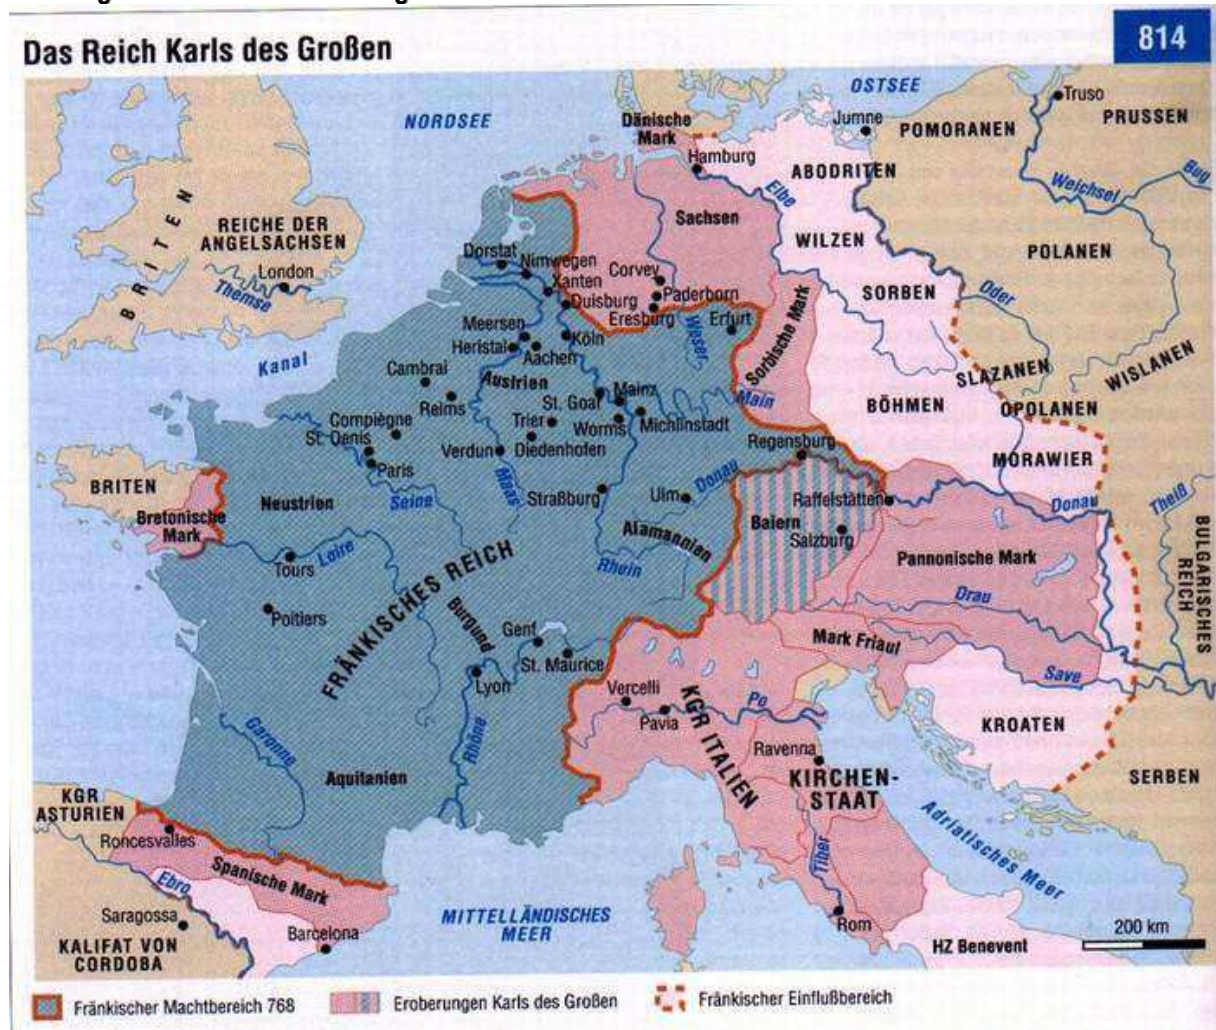 Das Reich Karls des Großen
814
OSTSEE
NORDSEE
Dänische
Mark
Jumne
Truso
POMORANEN
PRUSSEN
Hamburg
ABODRITEN
Elbe
Weichsel
Bug
BRITEN
REICHE DER
ANGELSACHSEN
London
Themse
Sachsen
WILZEN
POLANEN
Dorstat
Nimwegen
Xanten
Duisburg
Corvey
Paderborn
Eresburg
SORBEN
Oder
Meersen
Heristal
Köln
Aachen
Weser
Erfurt
Sorbische Mark
Kanal
Cambrai
Austrien
Reims
St. Goar
Mainz
Main
SLAZANEN
WISLANEN
Compiègne
St. Denis
Paris
Trier
Worms
Michlinstadt
BÖHMEN
OPOLANEN
Verdun
Diedenhofen
Regensburg
MORAWIER
BRITEN
Bretonische
Mark
Neustrien
Seine
Maas
Straßburg
Ulm
Donau
Raffelstätten
Donau
Theiß
Baiern
Salzburg
Alamannien
BULGARISCHES
REICH
Loire
Tours
Rhein
Pannonische Mark
Drau
FRÄNKISCHES REICH
Poitiers
Burgund
Genf
St. Maurice
Lyon
Mark Friaul
Save
Vercelli
Pavia
Po
KGR ITALIEN
KROATEN
Garonne
Rhône
Ravenna
KIRCHEN-
STAAT
Aquitanien
SERBEN
KGR
ASTURIEN
Roncesvalles
Spanische Mark
Ebro
Tiber
Adriatisches Meer
Saragossa
Barcelona
MITTELLÄNDISCHES
MEER
Rom
HZ Benevent
200 km
KALIFAT VON
CORDOBA
Fränkischer Machtbereich 768
Eroberungen Karls des Großen
Fränkischer Einflußbereich